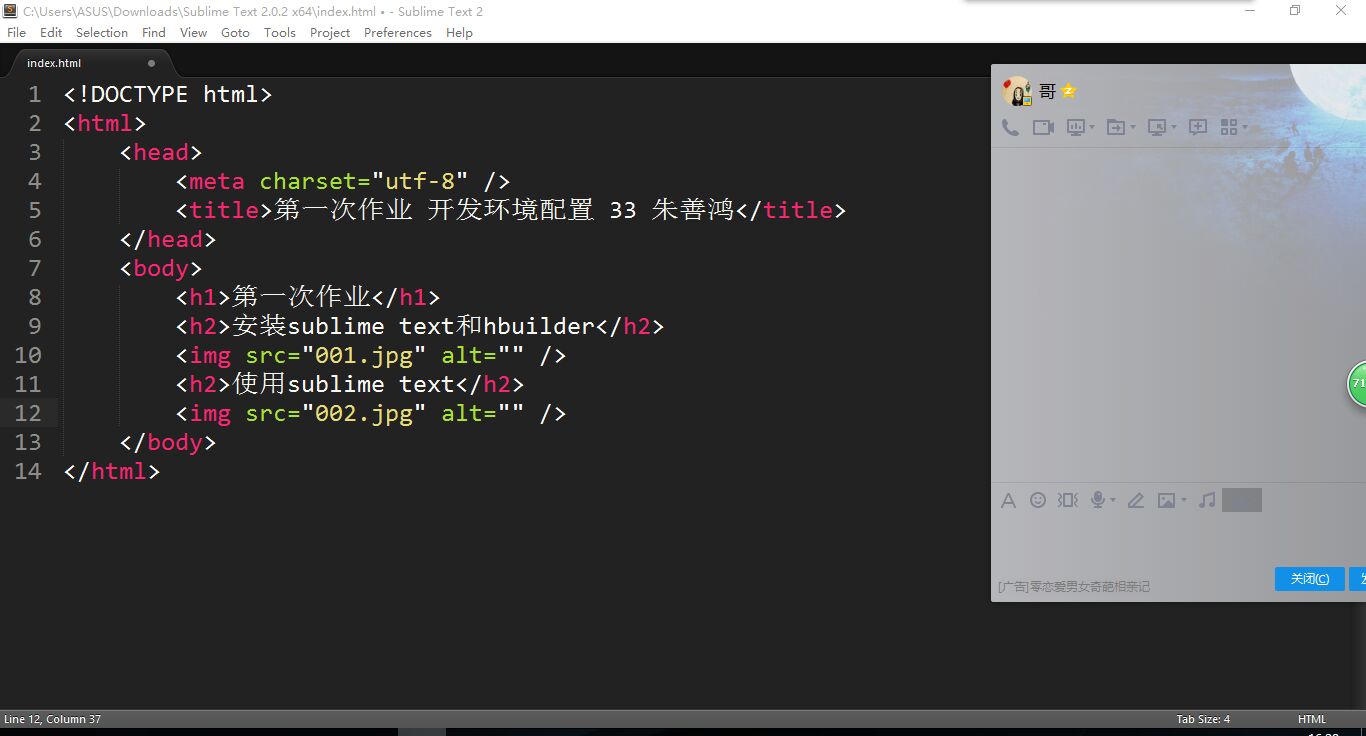 C:\Users\ASUS\Downloads\Sublime Text 2.0.2 x64\index.html • - Sublime Text 2
File Edit Selection Find View Goto Tools Project Preferences Help
index.html
1 <!DOCTYPE html>
2 <html>
3 <head>
4 <meta charset="utf-8" />
5 <title>第一次作业 开发环境配置 33 朱善鸿</title>
6 </head>
7 <body>
8 <h1>第一次作业</h1>
9 <h2>安装sublime text和hbuilder</h2>
10 <img src="001.jpg" alt="" />
11 <h2>使用sublime text</h2>
12 <img src="002.jpg" alt="" />
13 </body>
14 </html>
哥
71
[广告]零恋爱男女奇葩相亲记
关闭(C)
Line 12, Column 37
Tab Size: 4
HTML